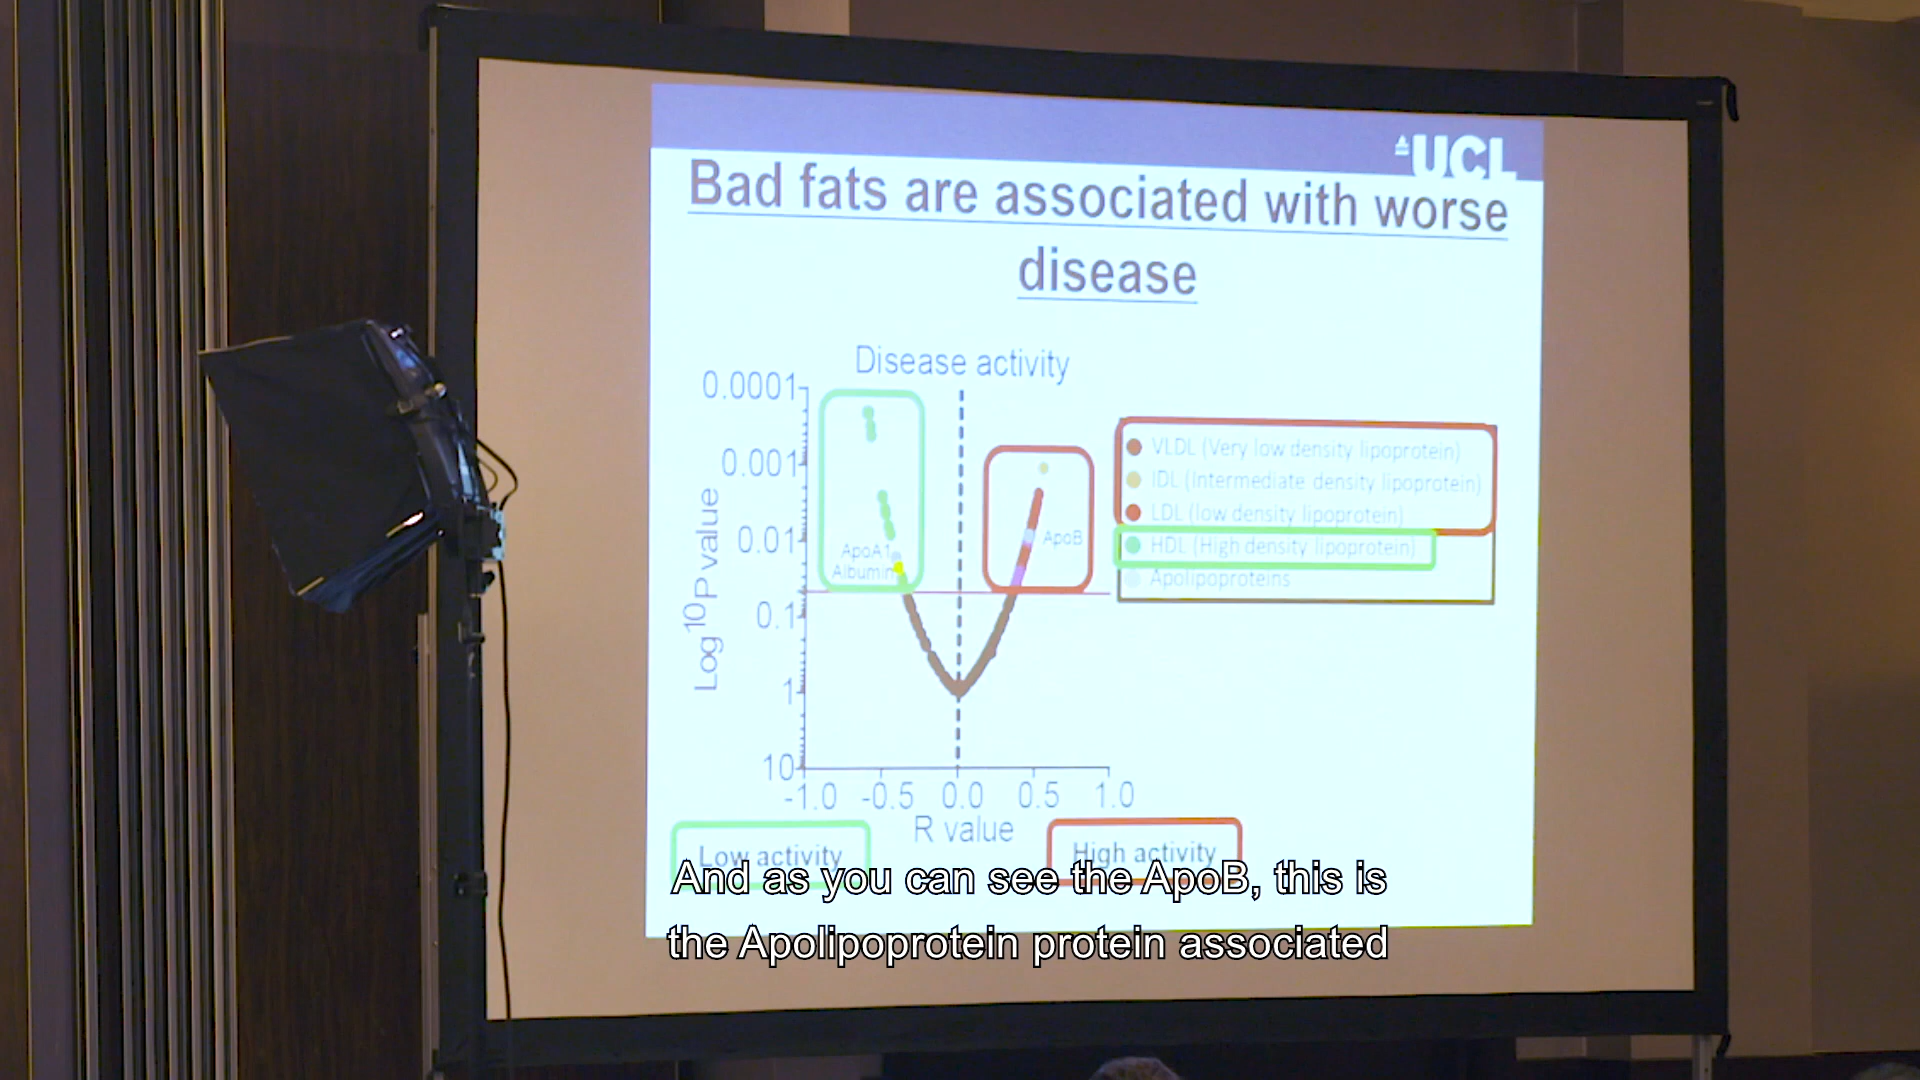 UCL
Bad fats are associated with worse
disease
Disease activity
0.0001
0.001
0.01
0.1
1
10
Log10 P value
-1.0 -0.5 0.0 0.5 1.0
R value
ApoA1
Albumin
ApoB
VLDL (Very low density lipoprotein)
IDL (Intermediate density lipoprotein)
LDL (low density lipoprotein)
HDL (High density lipoprotein)
Apolipoproteins
Low activity
High activity
And as you can see the ApoB, this is
the Apolipoprotein protein associated